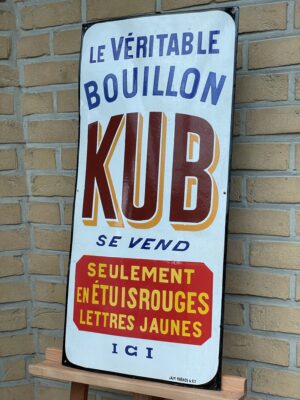 LE VÉRITABLE
BOUILLON
KUB
SE VEND
SEULEMENT
EN ÉTUIS ROUGES
LETTRES JAUNES
ICI